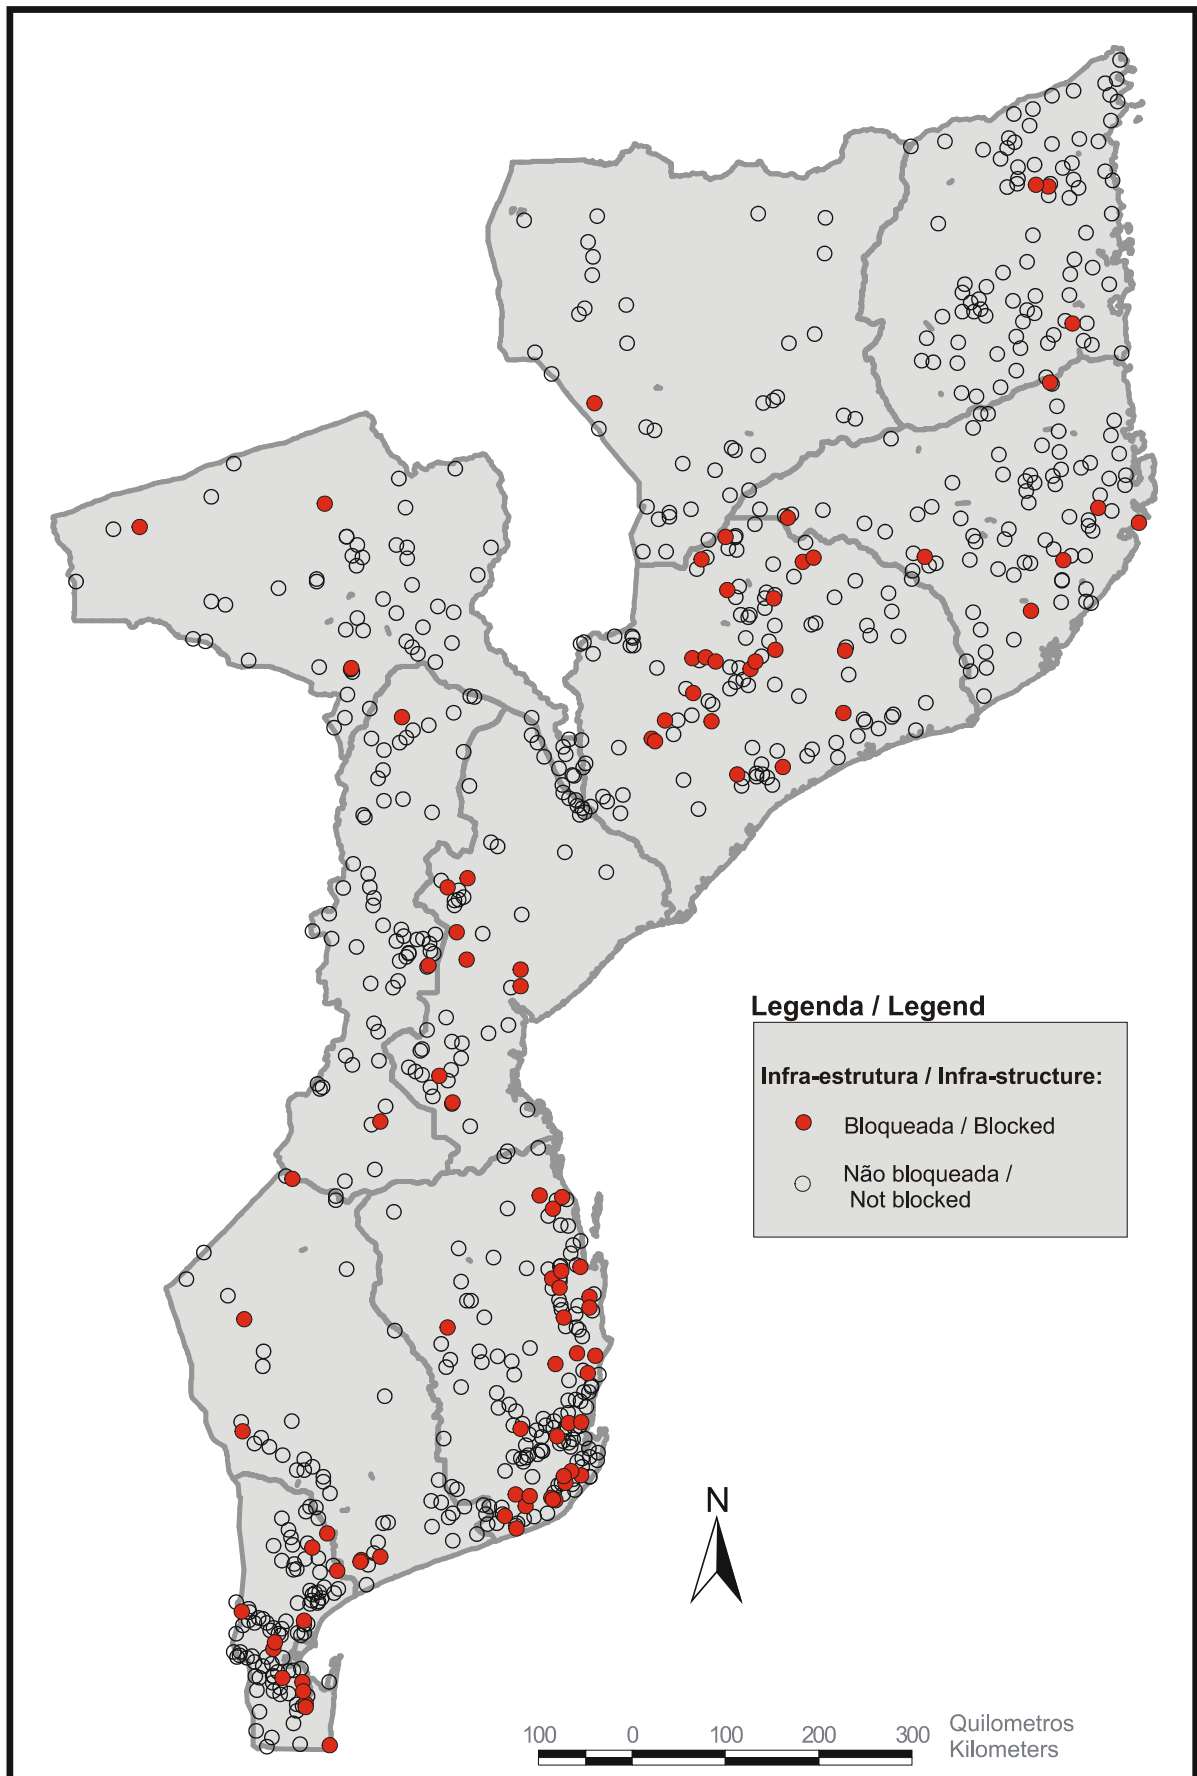 Legenda / Legend
Infra-estrutura / Infra-structure:
Bloqueada / Blocked
Não bloqueada /
Not blocked
N
100 0 100 200 300 Quilometros
Kilometers